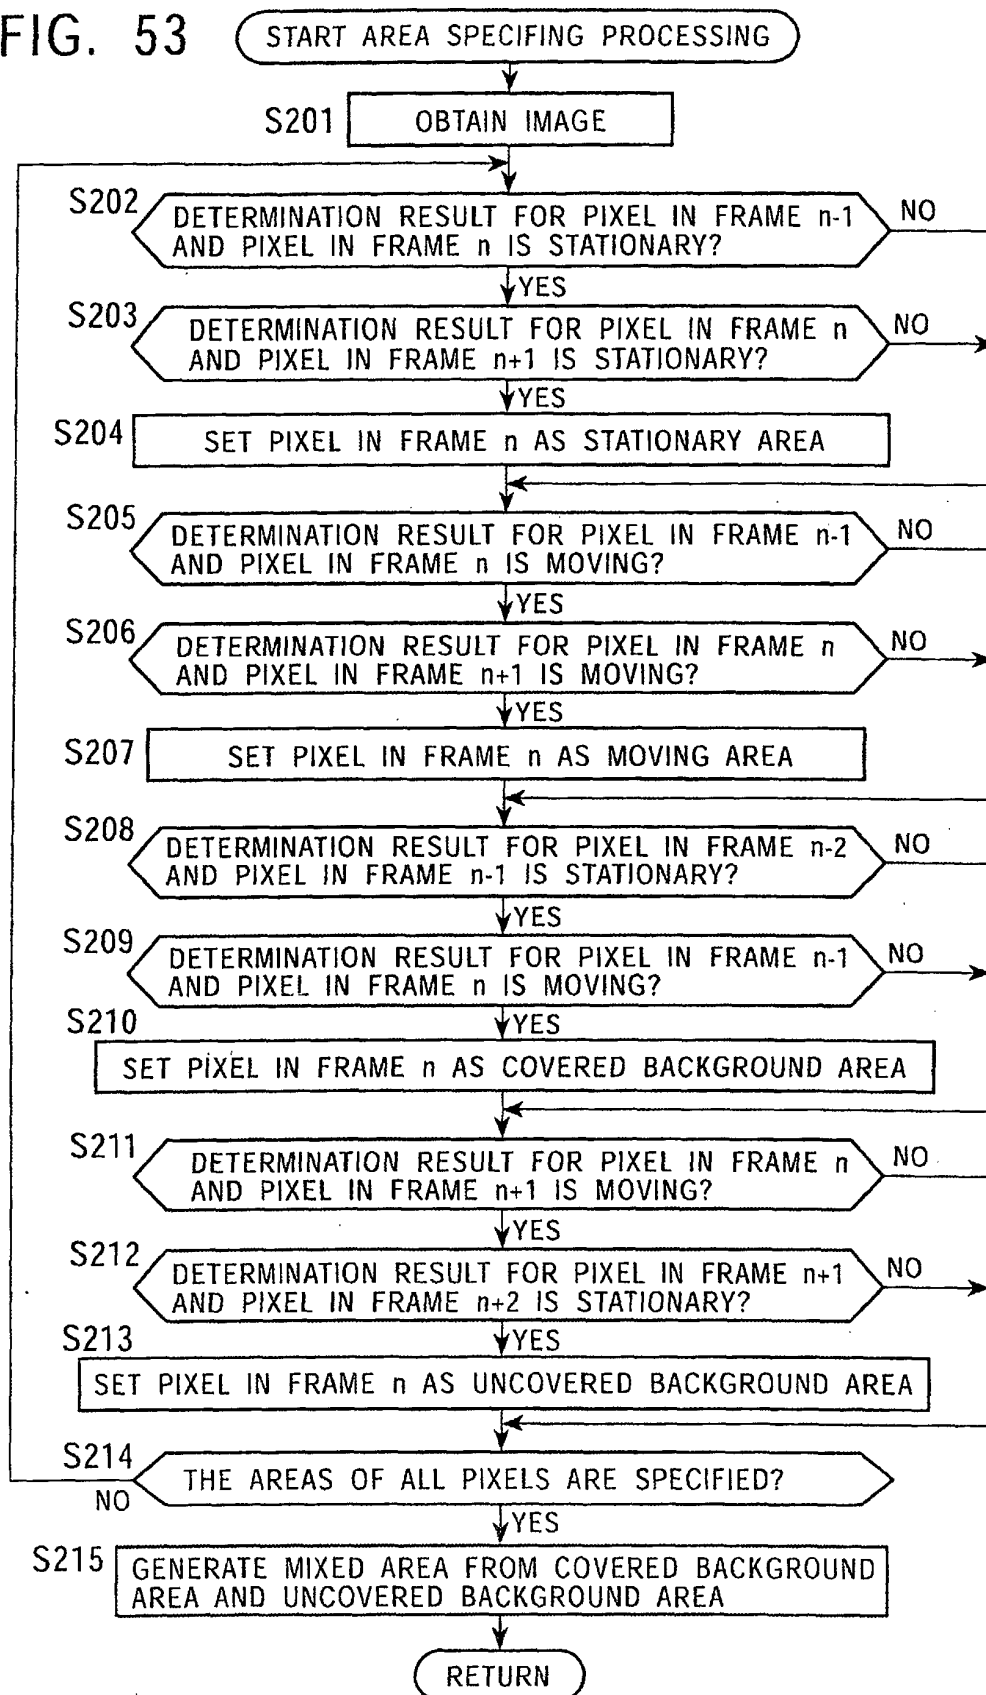 FIG. 53
START AREA SPECIFING PROCESSING
S201
OBTAIN IMAGE
S202
DETERMINATION RESULT FOR PIXEL IN FRAME n-1
AND PIXEL IN FRAME n IS STATIONARY?
NO
YES
S203
DETERMINATION RESULT FOR PIXEL IN FRAME n
AND PIXEL IN FRAME n+1 IS STATIONARY?
NO
YES
S204
SET PIXEL IN FRAME n AS STATIONARY AREA
S205
DETERMINATION RESULT FOR PIXEL IN FRAME n-1
AND PIXEL IN FRAME n IS MOVING?
NO
YES
S206
DETERMINATION RESULT FOR PIXEL IN FRAME n
AND PIXEL IN FRAME n+1 IS MOVING?
NO
YES
S207
SET PIXEL IN FRAME n AS MOVING AREA
S208
DETERMINATION RESULT FOR PIXEL IN FRAME n-2
AND PIXEL IN FRAME n-1 IS STATIONARY?
NO
YES
S209
DETERMINATION RESULT FOR PIXEL IN FRAME n-1
AND PIXEL IN FRAME n IS MOVING?
NO
YES
S210
SET PIXEL IN FRAME n AS COVERED BACKGROUND AREA
S211
DETERMINATION RESULT FOR PIXEL IN FRAME n
AND PIXEL IN FRAME n+1 IS MOVING?
NO
YES
S212
DETERMINATION RESULT FOR PIXEL IN FRAME n+1
AND PIXEL IN FRAME n+2 IS STATIONARY?
NO
YES
S213
SET PIXEL IN FRAME n AS UNCOVERED BACKGROUND AREA
S214
THE AREAS OF ALL PIXELS ARE SPECIFIED?
NO
YES
S215
GENERATE MIXED AREA FROM COVERED BACKGROUND
AREA AND UNCOVERED BACKGROUND AREA
RETURN